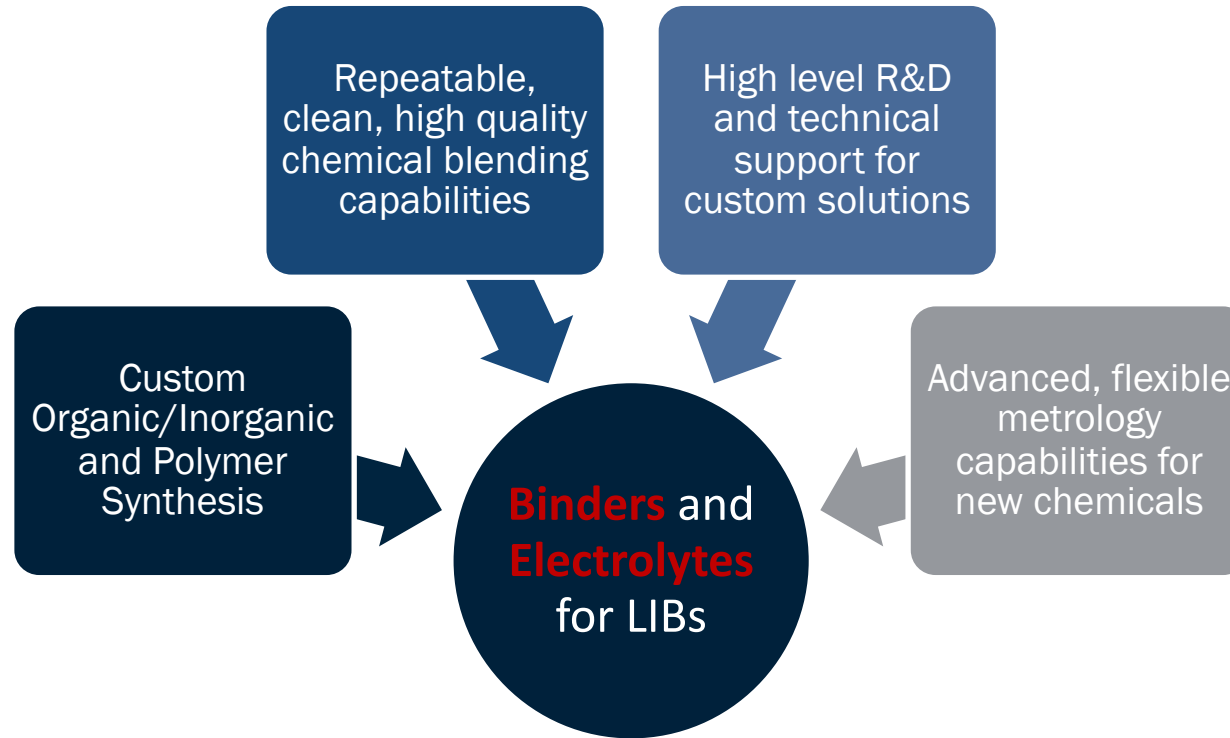 Repeatable,
clean, high quality
chemical blending
capabilities
High level R&D
and technical
support for
custom solutions
Custom
Organic/Inorganic
and Polymer
Synthesis
Advanced, flexible
metrology
capabilities for
new chemicals
Binders and
Electrolytes
for LIBs